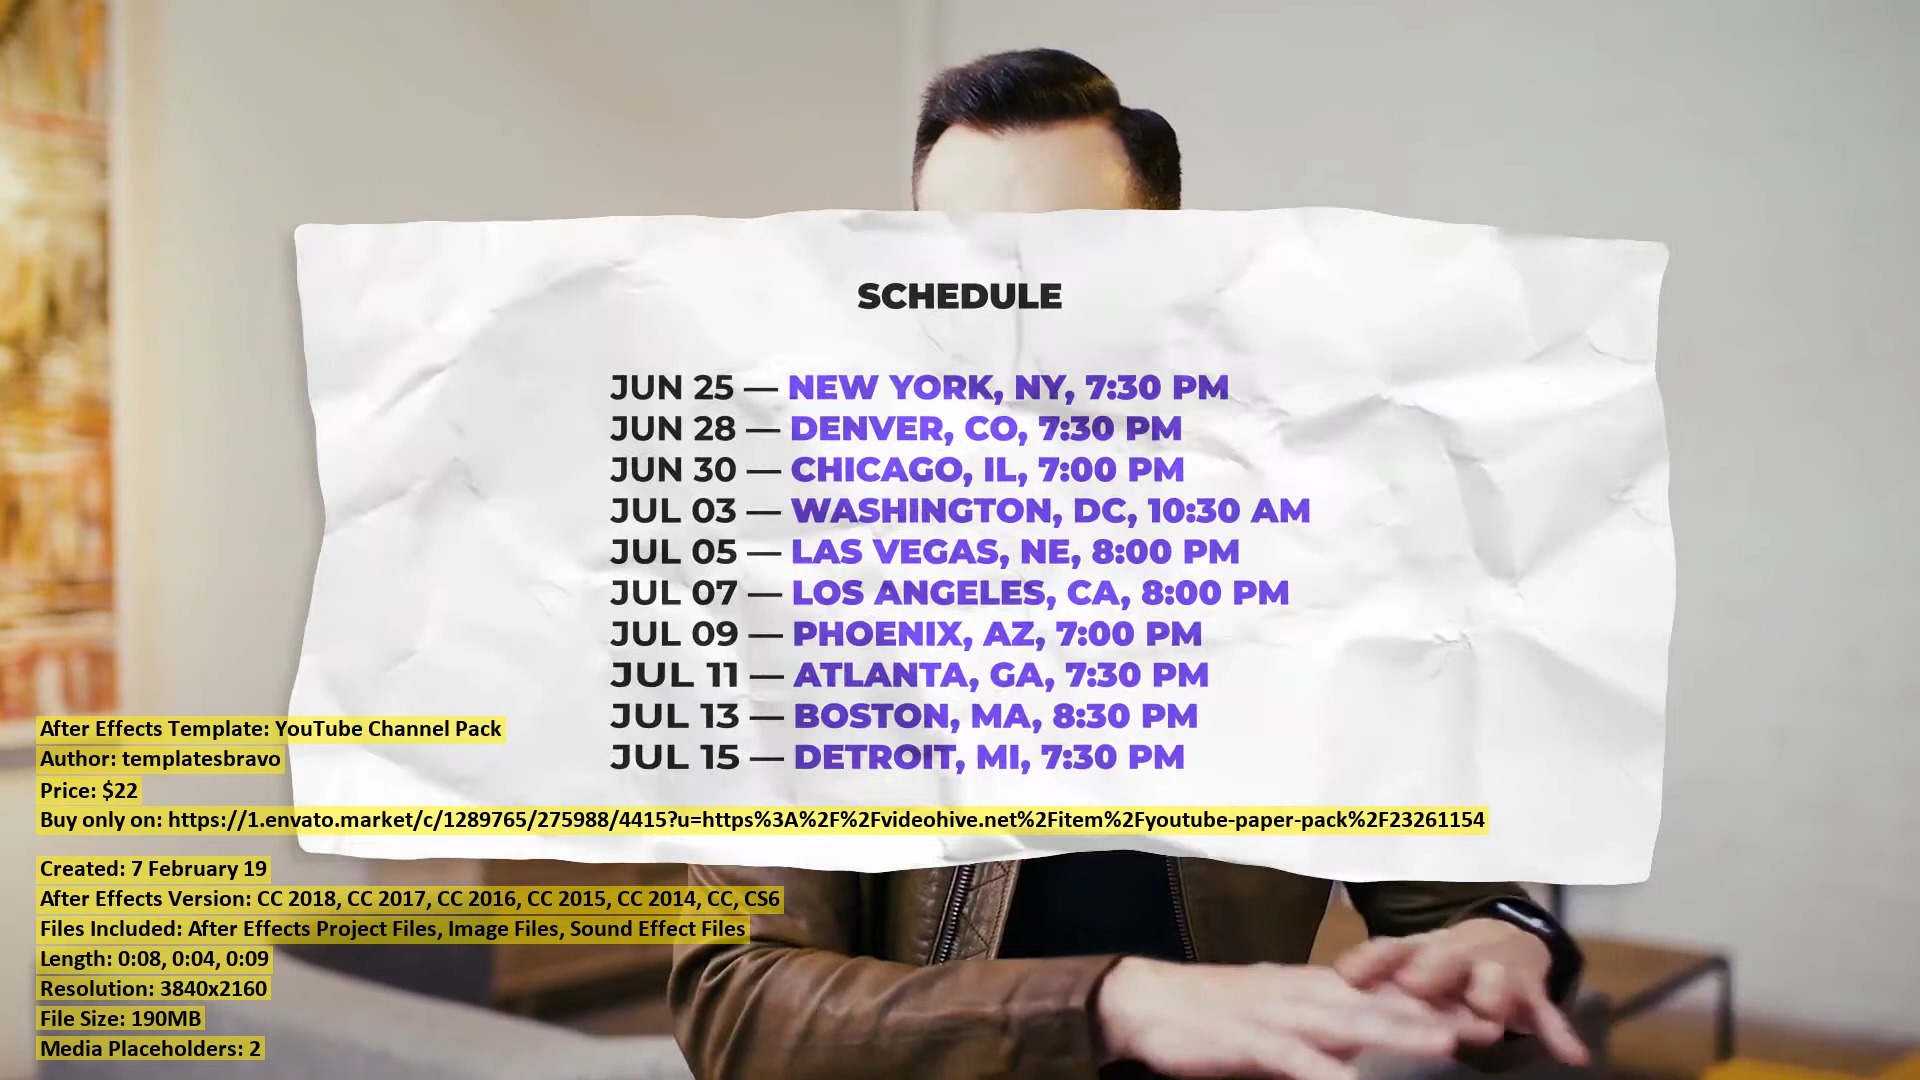 SCHEDULE
JUN 25 — NEW YORK, NY, 7:30 PM
JUN 28 — DENVER, CO, 7:30 PM
JUN 30 — CHICAGO, IL, 7:00 PM
JUL 03 — WASHINGTON, DC, 10:30 AM
JUL 05 — LAS VEGAS, NE, 8:00 PM
JUL 07 — LOS ANGELES, CA, 8:00 PM
JUL 09 — PHOENIX, AZ, 7:00 PM
JUL 11 — ATLANTA, GA, 7:30 PM
JUL 13 — BOSTON, MA, 8:30 PM
JUL 15 — DETROIT, MI, 7:30 PM
After Effects Template: YouTube Channel Pack
Author: templatesbravo
Price: $22
Buy only on: https://1.envato.market/c/1289765/275988/4415?u=https%3A%2F%2Fvideohive.net%2Fitem%2Fyoutube-paper-pack%2F23261154
Created: 7 February 19
After Effects Version: CC 2018, CC 2017, CC 2016, CC 2015, CC 2014, CC, CS6
Files Included: After Effects Project Files, Image Files, Sound Effect Files
Length: 0:08, 0:04, 0:09
Resolution: 3840x2160
File Size: 190MB
Media Placeholders: 2